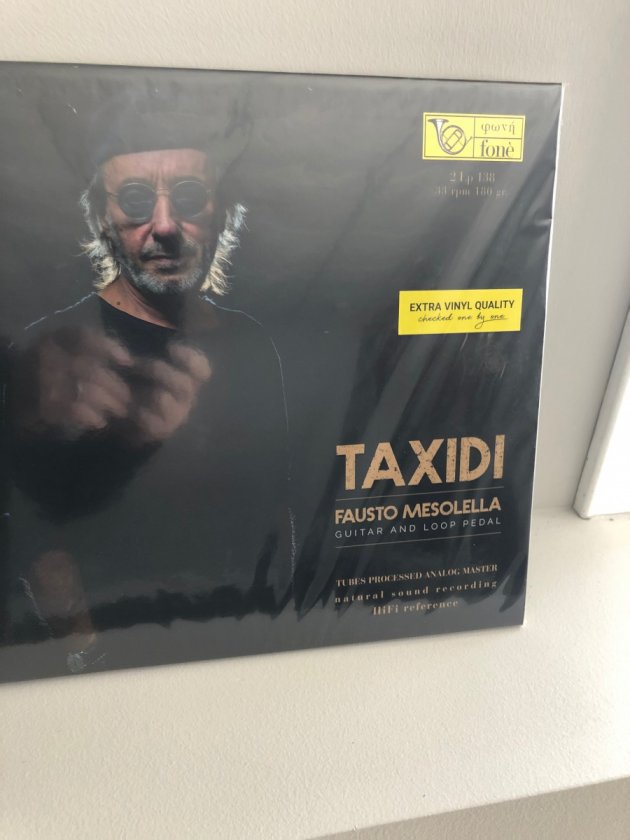 φωνή
fonè
2 Lp 138
33 rpm 180 gr.
EXTRA VINYL QUALITY
checked one by one
TAXIDI
FAUSTO MESOLELLA
GUITAR AND LOOP PEDAL
TUBES PROCESSED ANALOG MASTER
natural sound recording
HiFi reference